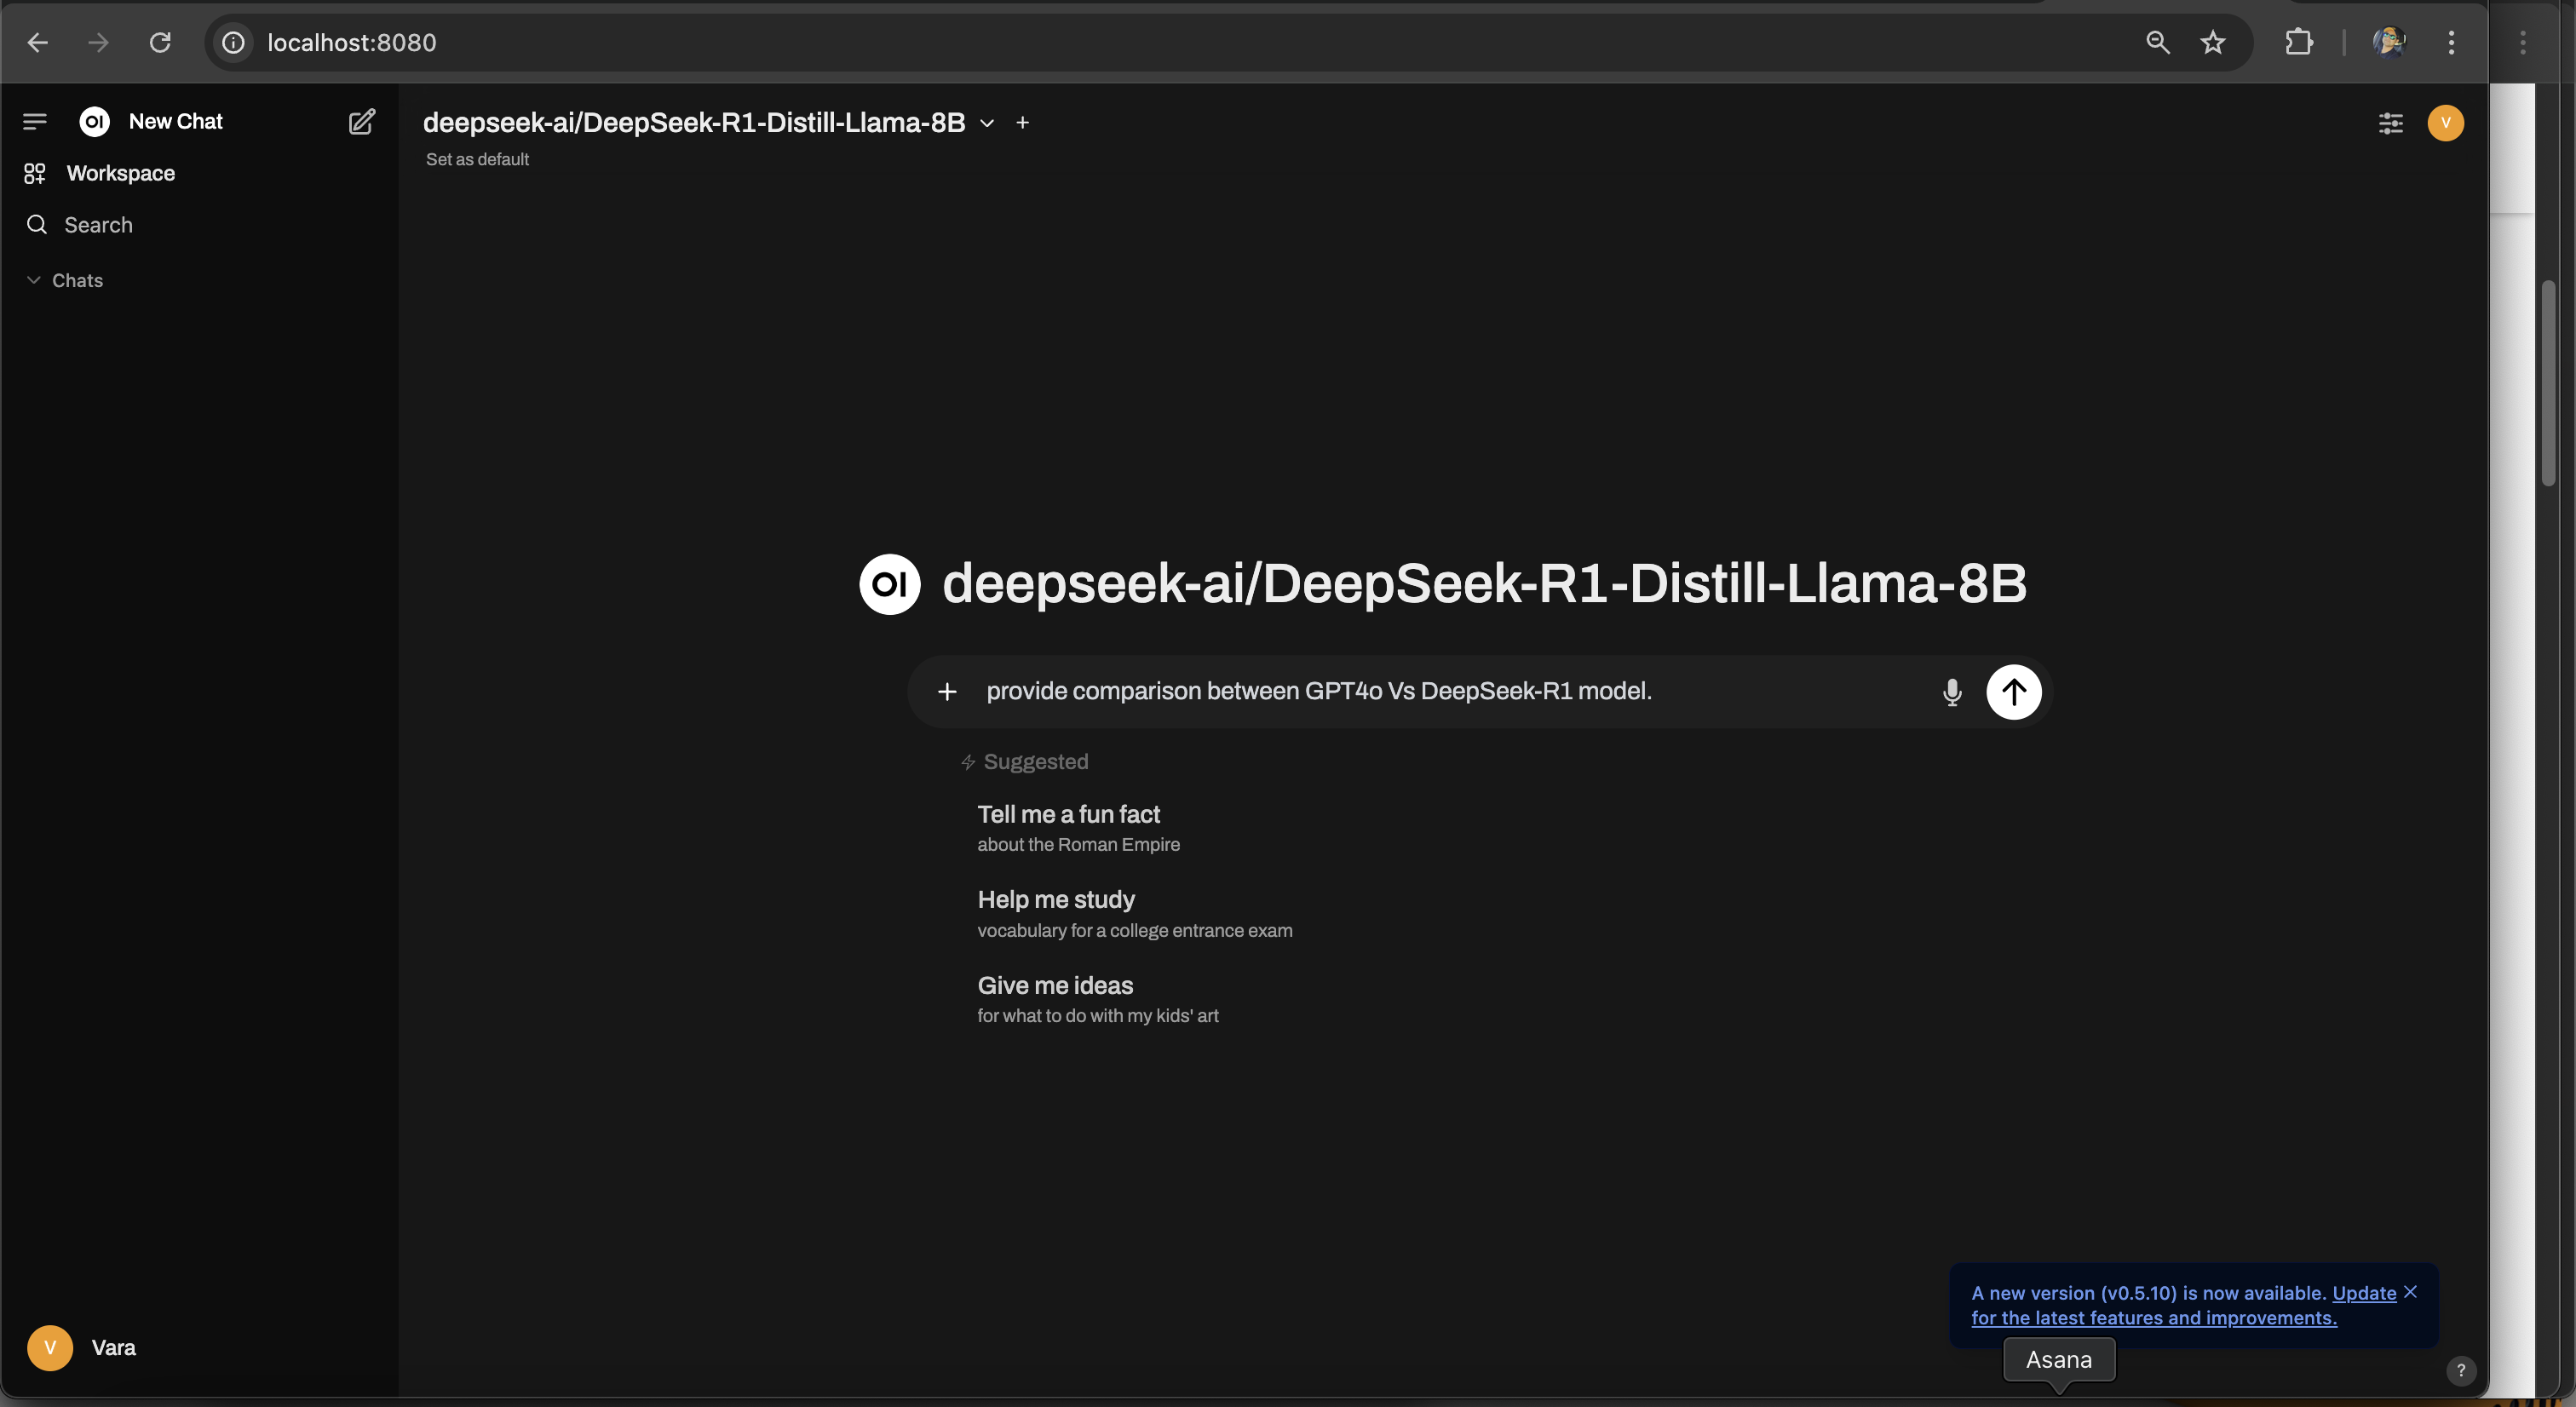 localhost:8080
OI New Chat
Workspace
Search
Chats
deepseek-ai/DeepSeek-R1-Distill-Llama-8B
Set as default
V
OI deepseek-ai/DeepSeek-R1-Distill-Llama-8B
provide comparison between GPT4o Vs DeepSeek-R1 model.
Suggested
Tell me a fun fact
about the Roman Empire
Help me study
vocabulary for a college entrance exam
Give me ideas
for what to do with my kids' art
A new version (v0.5.10) is now available. Update
for the latest features and improvements.
Asana
?
V Vara